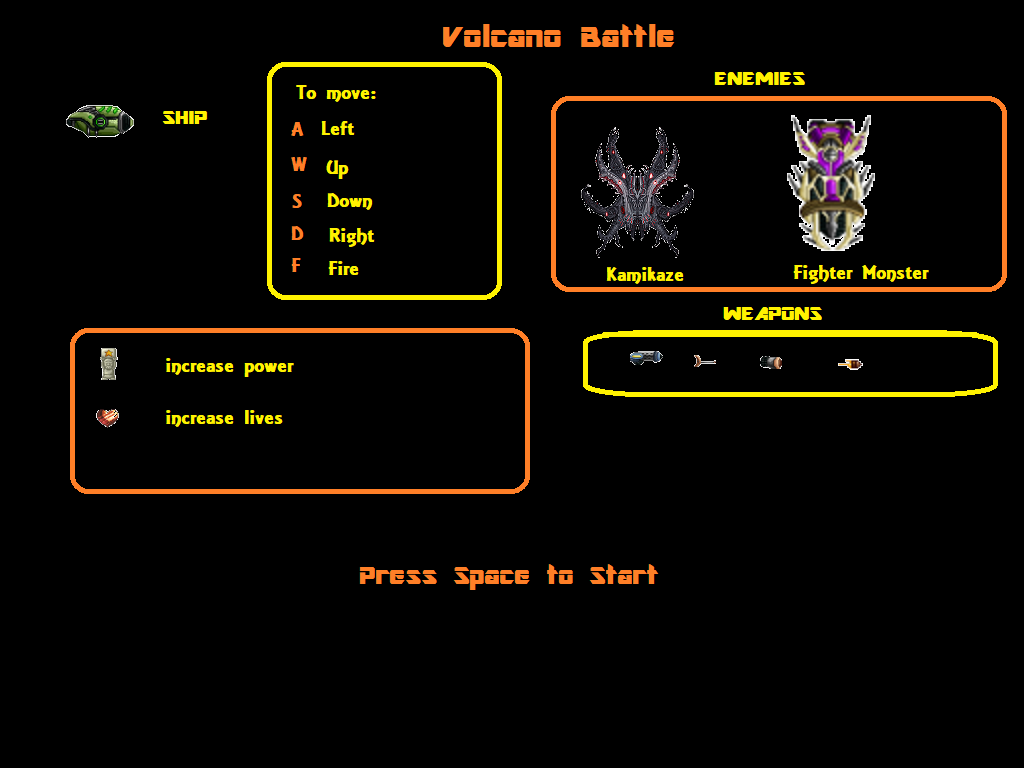 Volcano Battle
SHIP
To move:
A Left
W Up
S Down
D Right
F Fire
ENEMIES
Kamikaze
Fighter Monster
WEAPONS
increase power
increase lives
Press Space to Start